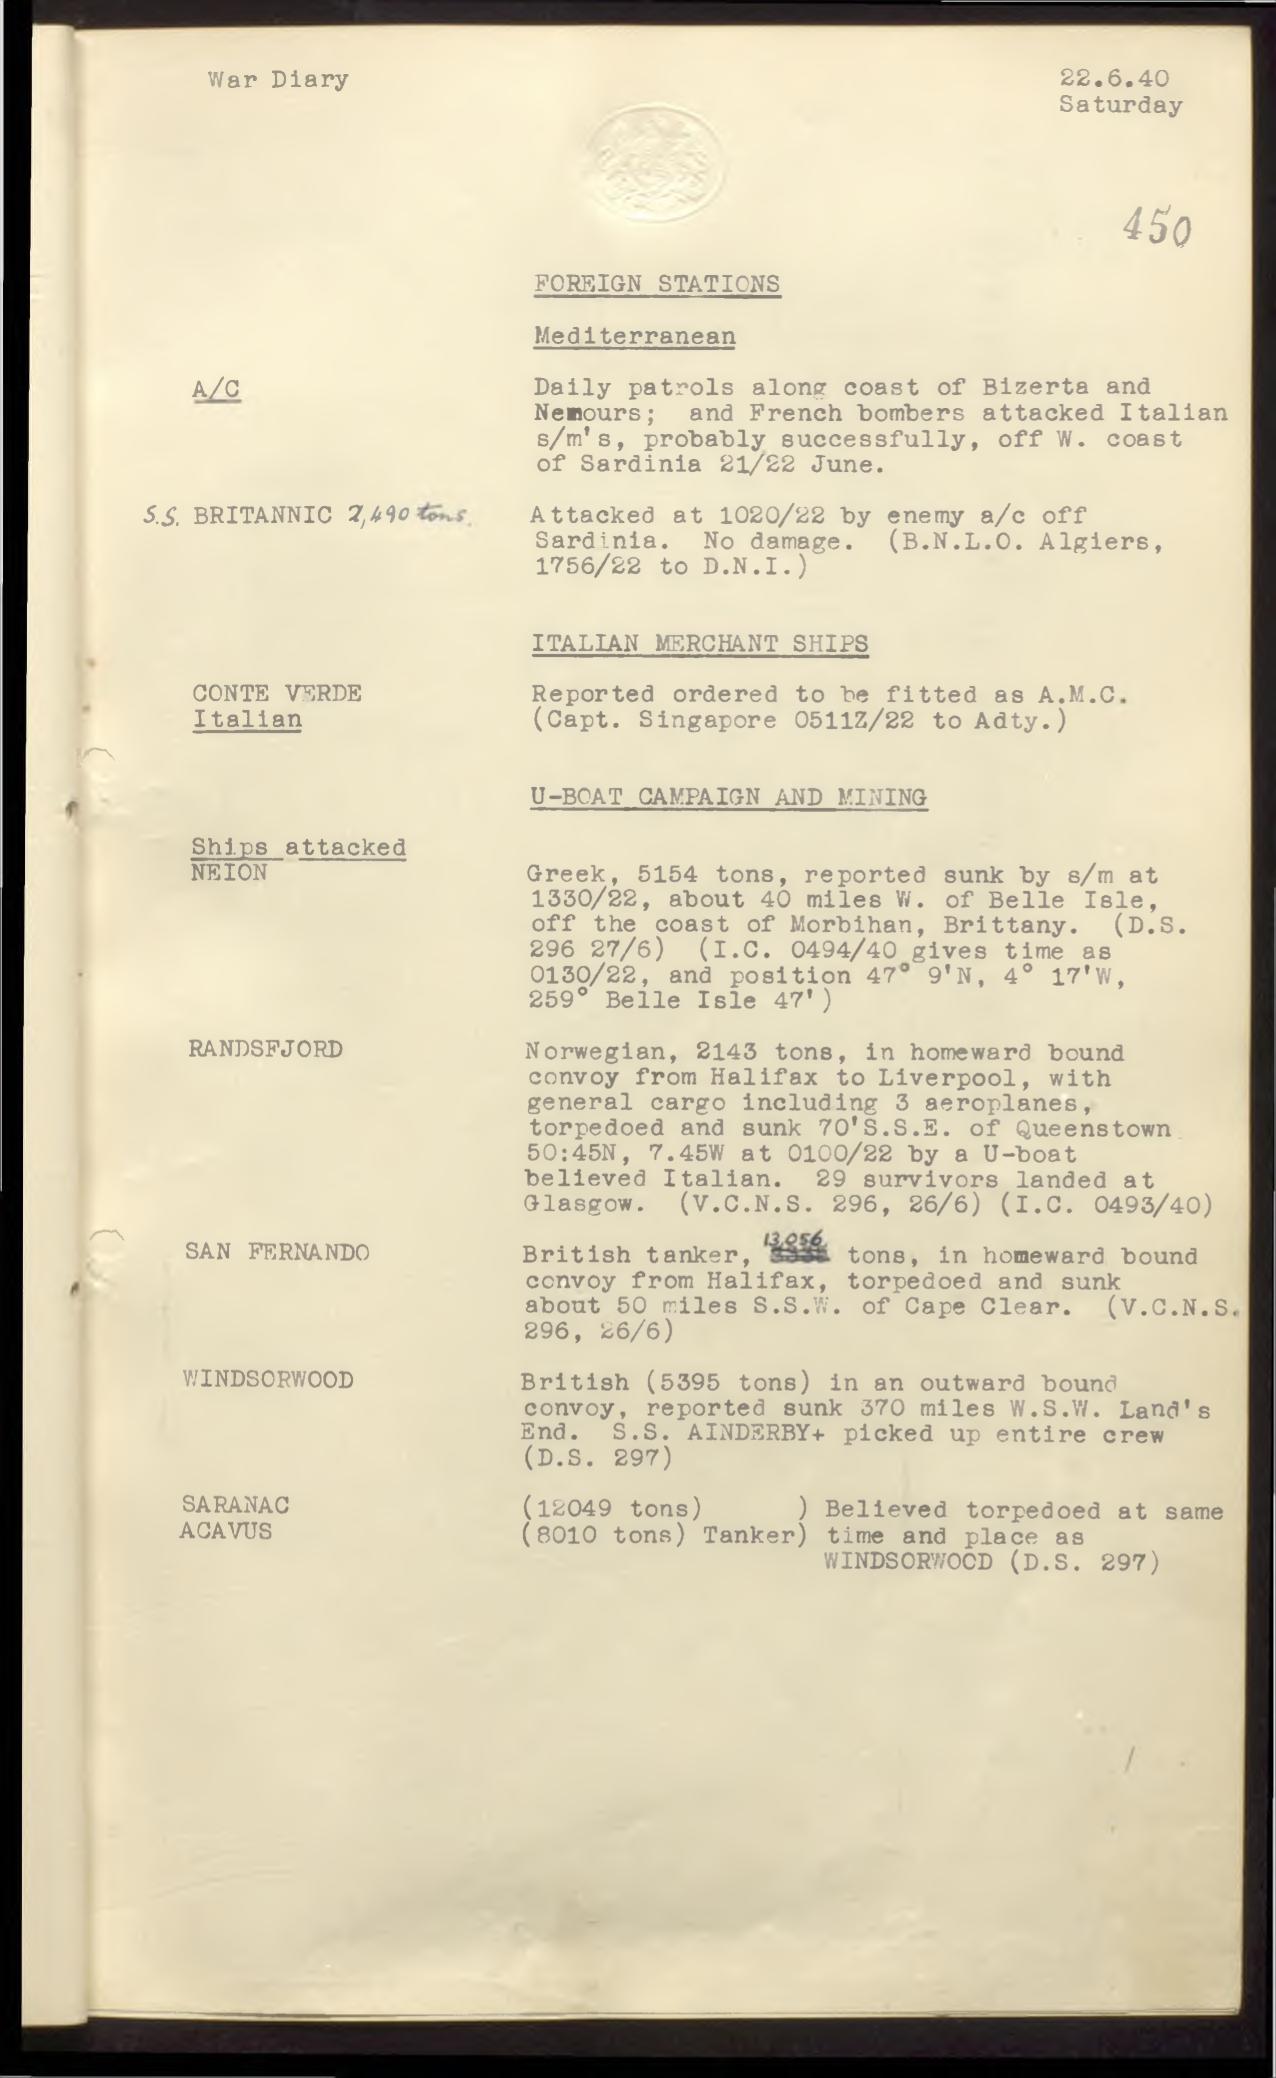 War Diary
22.6.40
Saturday
450
FOREIGN STATIONS
Mediterranean
A/C
Daily patrols along coast of Bizerta and
Nemours; and French bombers attacked Italian
s/m's, probably successfully, off W. coast
of Sardinia 21/22 June.
S.S. BRITANNIC 2,490 tons.
Attacked at 1020/22 by enemy a/c off
Sardinia. No damage. (B.N.L.O. Algiers,
1756/22 to D.N.I.)
ITALIAN MERCHANT SHIPS
CONTE VERDE
Italian
Reported ordered to be fitted as A.M.C.
(Capt. Singapore 0511Z/22 to Adty.)
U-BOAT CAMPAIGN AND MINING
Ships attacked
NEION
Greek, 5154 tons, reported sunk by s/m at
1330/22, about 40 miles W. of Belle Isle,
off the coast of Morbihan, Brittany. (D.S.
296 27/6) (I.C. 0494/40 gives time as
0130/22, and position 47° 9'N, 4° 17'W,
259° Belle Isle 47')
RANDSFJORD
Norwegian, 2143 tons, in homeward bound
convoy from Halifax to Liverpool, with
general cargo including 3 aeroplanes,
torpedoed and sunk 70'S.S.E. of Queenstown
50:45N, 7.45W at 0100/22 by a U-boat
believed Italian. 29 survivors landed at
Glasgow. (V.C.N.S. 296, 26/6) (I.C. 0493/40)
SAN FERNANDO
British tanker, 13,056 tons, in homeward bound
convoy from Halifax, torpedoed and sunk
about 50 miles S.S.W. of Cape Clear. (V.C.N.S.
296, 26/6)
WINDSORWOOD
British (5395 tons) in an outward bound
convoy, reported sunk 370 miles W.S.W. Land's
End. S.S. AINDERBY+ picked up entire crew
(D.S. 297)
SARANAC
ACAVUS
(12049 tons) ) Believed torpedoed at same
(8010 tons) Tanker) time and place as
WINDSORWOOD (D.S. 297)